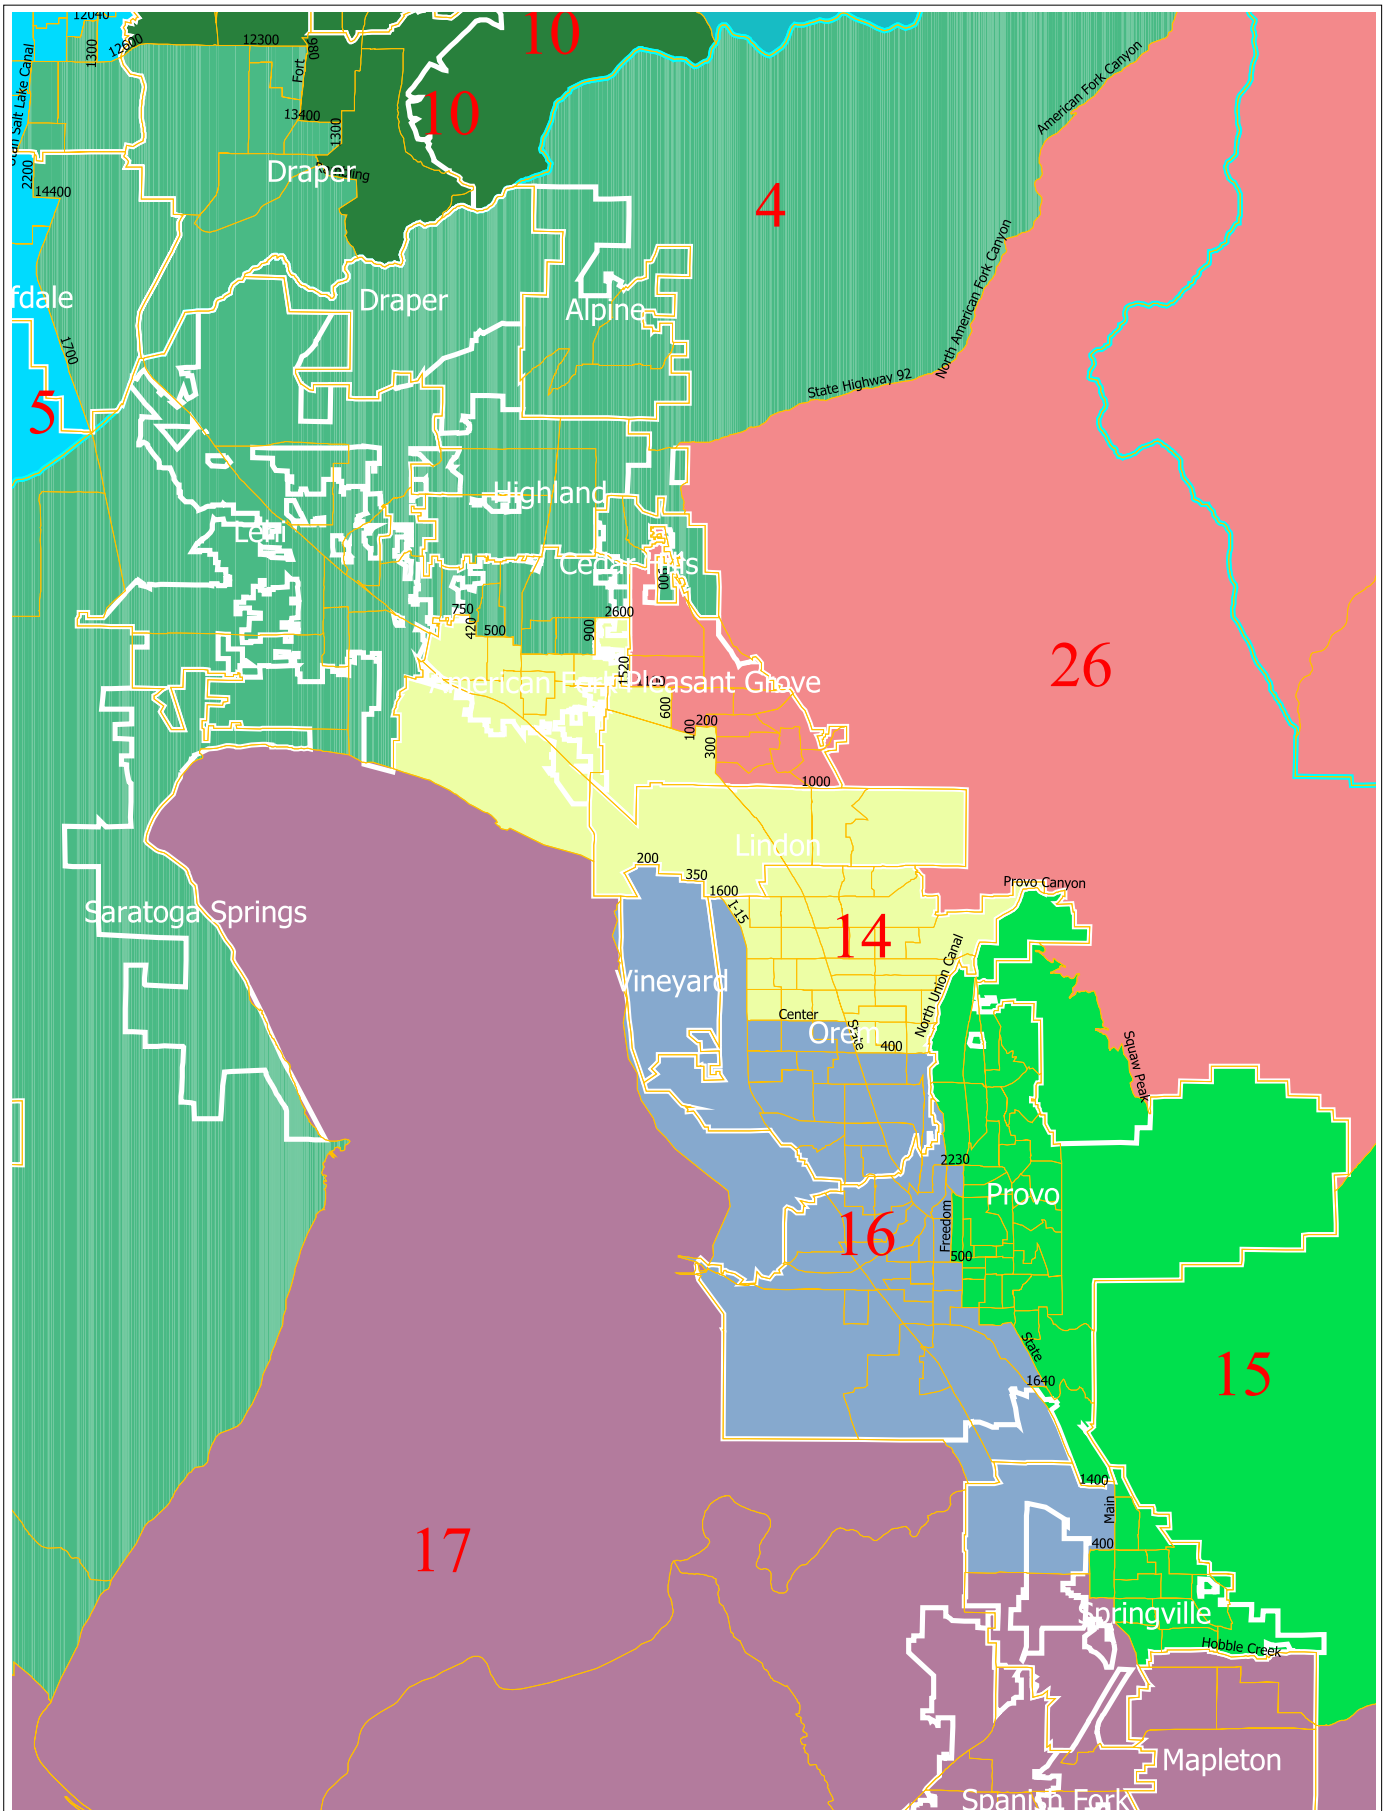 12040
10
12600
12300
980
1300
Fort
American Fork Canyon
Salt Lake Canal
10
13400
1300
2200
Draper
14400
4
North American Fork Canyon
fdale
Draper
Alpine
1700
State Highway 92
5
Highland
Lehi
Cedar Hills
750
2600
420
500
900
1520
26
American Fork
Pleasant Grove
600
100
200
300
1000
Lindon
200
350
1600
Provo Canyon
I-15
Saratoga Springs
14
North Union Canal
Vineyard
Center
Orem
State
400
Squaw Peak
2230
Provo
16
Freedom
500
State
15
1640
1400
Main
17
400
Springville
Hobble Creek
Mapleton
Spanish Fork